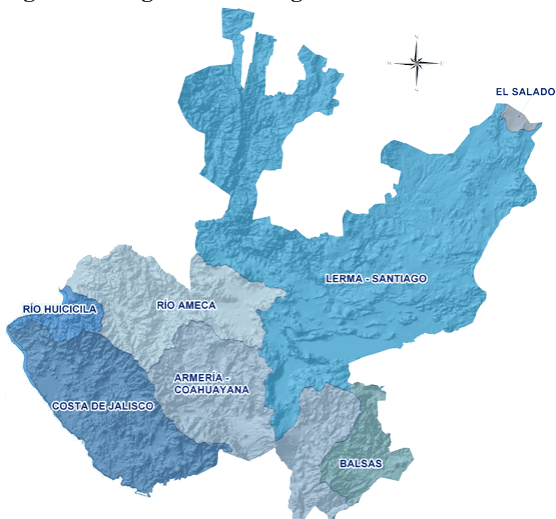 EL SALADO
LERMA - SANTIAGO
RÍO HUICICILA
RÍO AMECA
ARMERÍA -
COAHUAYANA
COSTA DE JALISCO
BALSAS